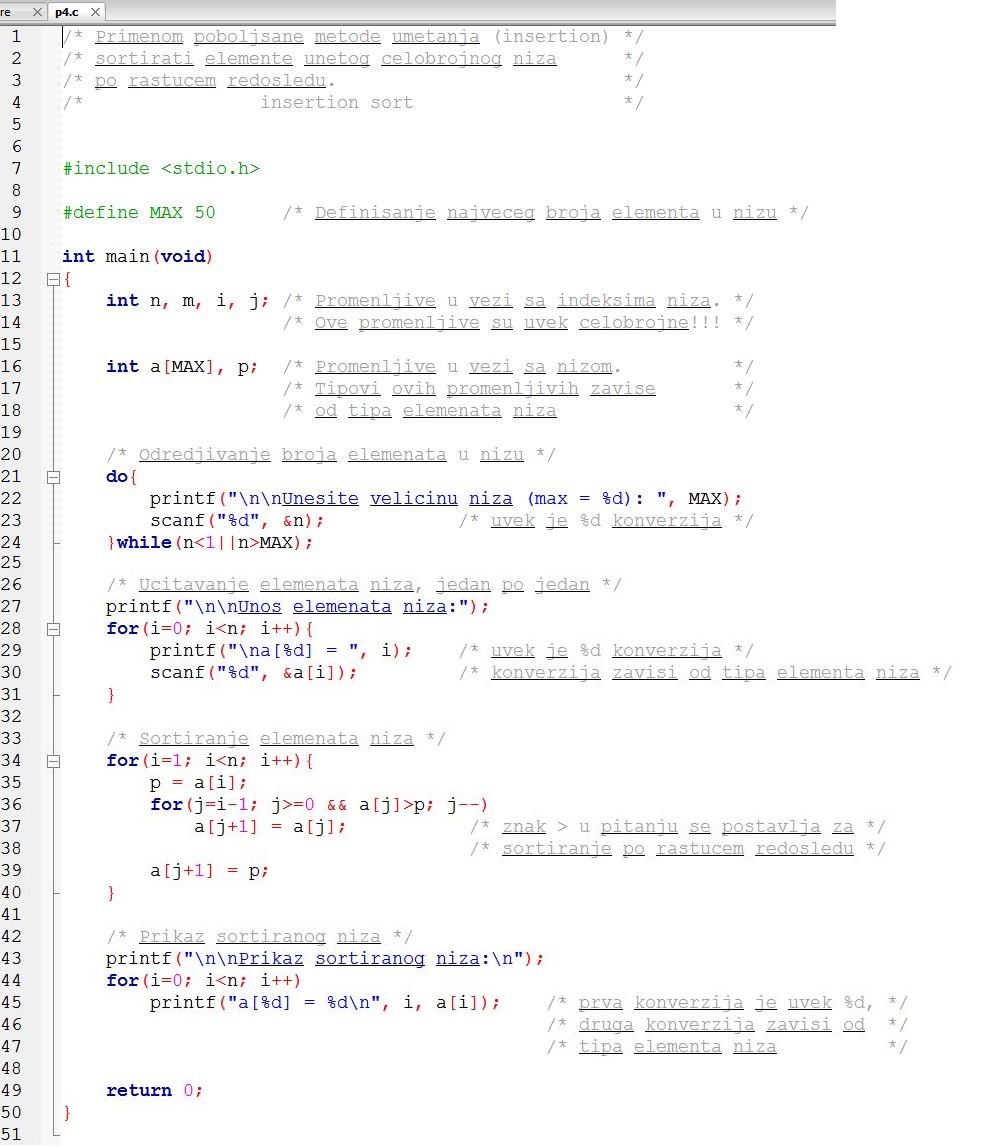 re × p4.c ×
1 /* Primenom poboljsane metode umetanja (insertion) */
2 /* sortirati elemente unetog celobrojnog niza */
3 /* po rastucem redosledu. */
4 /* insertion sort */
5
6
7 #include <stdio.h>
8
9 #define MAX 50 /* Definisanje najveceg broja elementa u nizu */
10
11 int main(void)
12 {
13 int n, m, i, j; /* Promenljive u vezi sa indeksima niza. */
14 /* Ove promenljive su uvek celobrojne!!! */
15
16 int a[MAX], p; /* Promenljive u vezi sa nizom. */
17 /* Tipovi ovih promenljivih zavise */
18 /* od tipa elemenata niza */
19
20 /* Odredjivanje broja elemenata u nizu */
21 do{
22 printf("\n\nUnesite velicinu niza (max = %d): ", MAX);
23 scanf("%d", &n); /* uvek je %d konverzija */
24 }while(n<1||n>MAX);
25
26 /* Ucitavanje elemenata niza, jedan po jedan */
27 printf("\n\nUnos elemenata niza:");
28 for(i=0; i<n; i++){
29 printf("\na[%d] = ", i); /* uvek je %d konverzija */
30 scanf("%d", &a[i]); /* konverzija zavisi od tipa elementa niza */
31 }
32
33 /* Sortiranje elemenata niza */
34 for(i=1; i<n; i++){
35 p = a[i];
36 for(j=i-1; j>=0 && a[j]>p; j--)
37 a[j+1] = a[j]; /* znak > u pitanju se postavlja za */
38 /* sortiranje po rastucem redosledu */
39 a[j+1] = p;
40 }
41
42 /* Prikaz sortiranog niza */
43 printf("\n\nPrikaz sortiranog niza:\n");
44 for(i=0; i<n; i++)
45 printf("a[%d] = %d\n", i, a[i]); /* prva konverzija je uvek %d, */
46 /* druga konverzija zavisi od */
47 /* tipa elementa niza */
48
49 return 0;
50 }
51